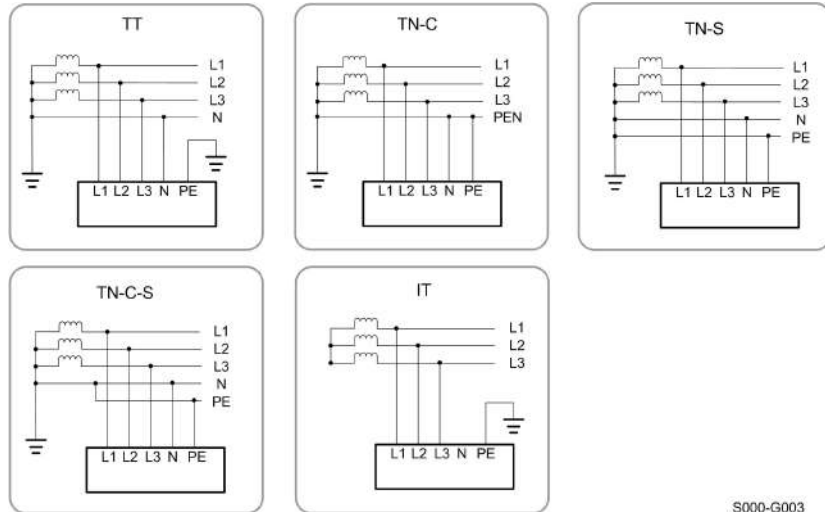 TT
L1
L2
L3
N
L1 L2 L3 N PE
TN-C
L1
L2
L3
PEN
L1 L2 L3 N PE
TN-S
L1
L2
L3
N
PE
L1 L2 L3 N PE
TN-C-S
L1
L2
L3
N
PE
L1 L2 L3 N PE
IT
L1
L2
L3
L1 L2 L3 N PE
S000-G003